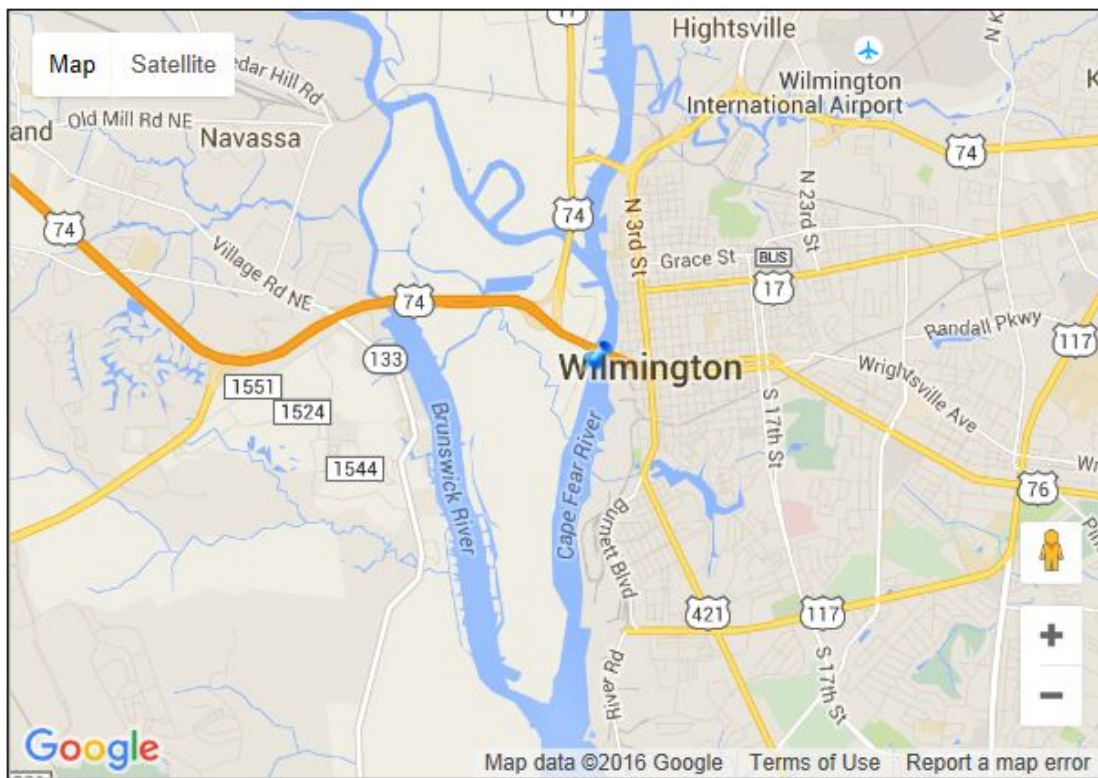 17
Hightsville
N K
Map
Satellite
edar Hill Rd
Wilmington
International Airport
K
and
Old Mill Rd NE
Navassa
74
74
74
74
N 3rd St
N 23rd St
Village Rd NE
Grace St
BUS
17
Randall Pkwy
117
133
Wilmington
Wrightsville Ave
1551
1524
1544
Brunswick River
Cape Fear River
S 17th St
Wr
76
Burnett Blvd
Pin
421
117
River Rd
S 17th St
+
−
Google
Map data ©2016 Google
Terms of Use
Report a map error